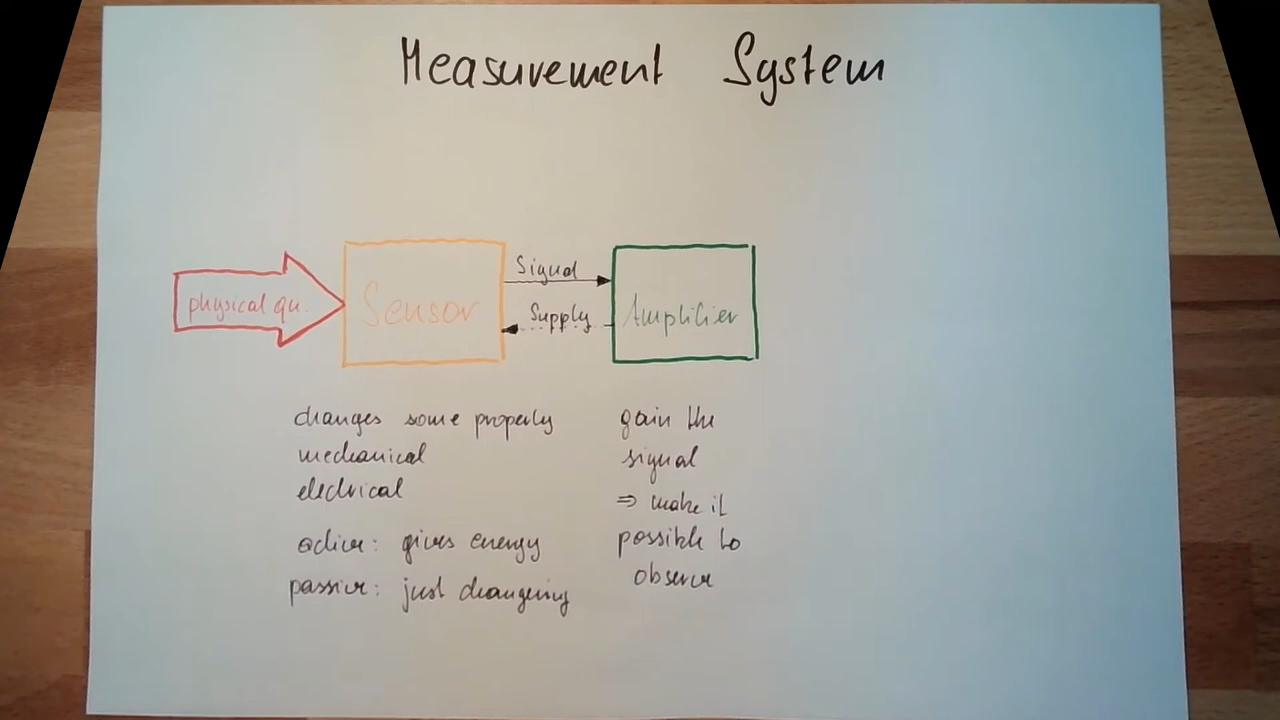 Measurement System
physical qu.
Sensor
Signal
Supply
Amplifier
changes some property
mechanical
electrical
active: gives energy
passive: just changering
gain the
signal
⇒ make it
possible to
observe